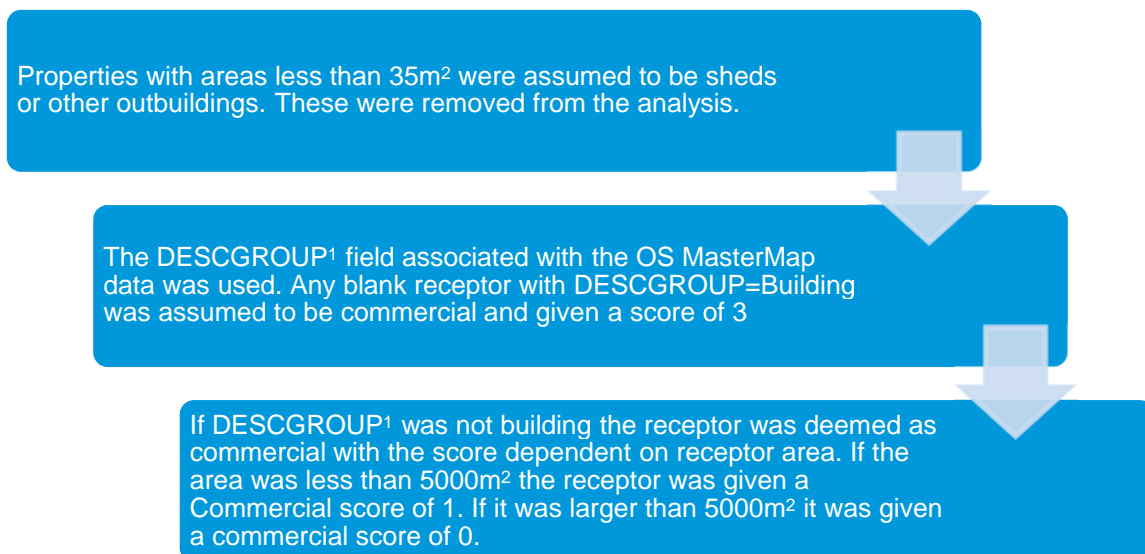 Properties with areas less than 35m² were assumed to be sheds
or other outbuildings. These were removed from the analysis.
The DESCGROUP¹ field associated with the OS MasterMap
data was used. Any blank receptor with DESCGROUP=Building
was assumed to be commercial and given a score of 3
If DESCGROUP¹ was not building the receptor was deemed as
commercial with the score dependent on receptor area. If the
area was less than 5000m² the receptor was given a
Commercial score of 1. If it was larger than 5000m² it was given
a commercial score of 0.